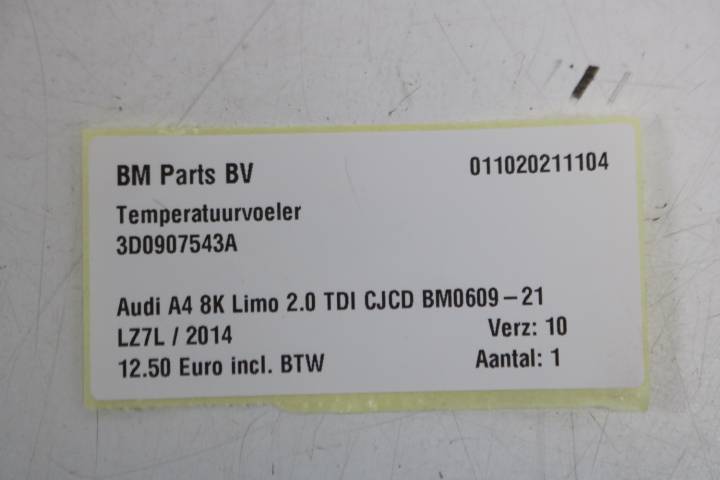 BM Parts BV 011020211104
Temperatuurvoeler
3D0907543A
Audi A4 8K Limo 2.0 TDI CJCD BM0609-21
LZ7L / 2014 Verz: 10
12.50 Euro incl. BTW Aantal: 1